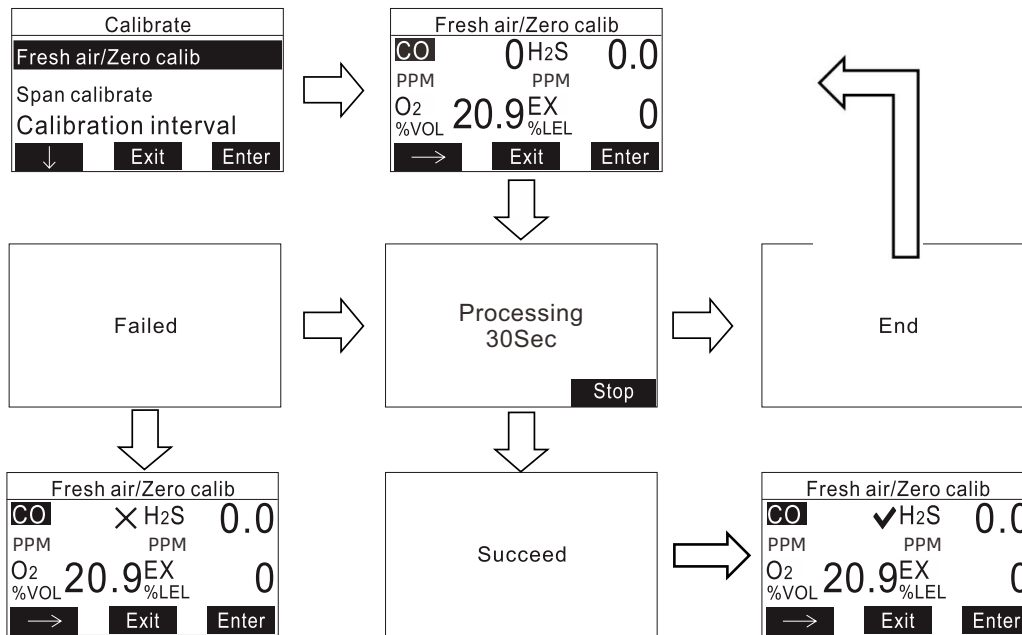 Calibrate
Fresh air/Zero calib
Span calibrate
Calibration interval
↓ Exit Enter
Fresh air/Zero calib
CO 0 H2S 0.0
PPM PPM
O2 20.9 EX 0
%VOL %LEL
→ Exit Enter
Failed
Processing
30Sec
Stop
End
Fresh air/Zero calib
CO ✕ H2S 0.0
PPM PPM
O2 20.9 EX 0
%VOL %LEL
→ Exit Enter
Succeed
Fresh air/Zero calib
CO ✔ H2S 0.0
PPM PPM
O2 20.9 EX 0
%VOL %LEL
→ Exit Enter